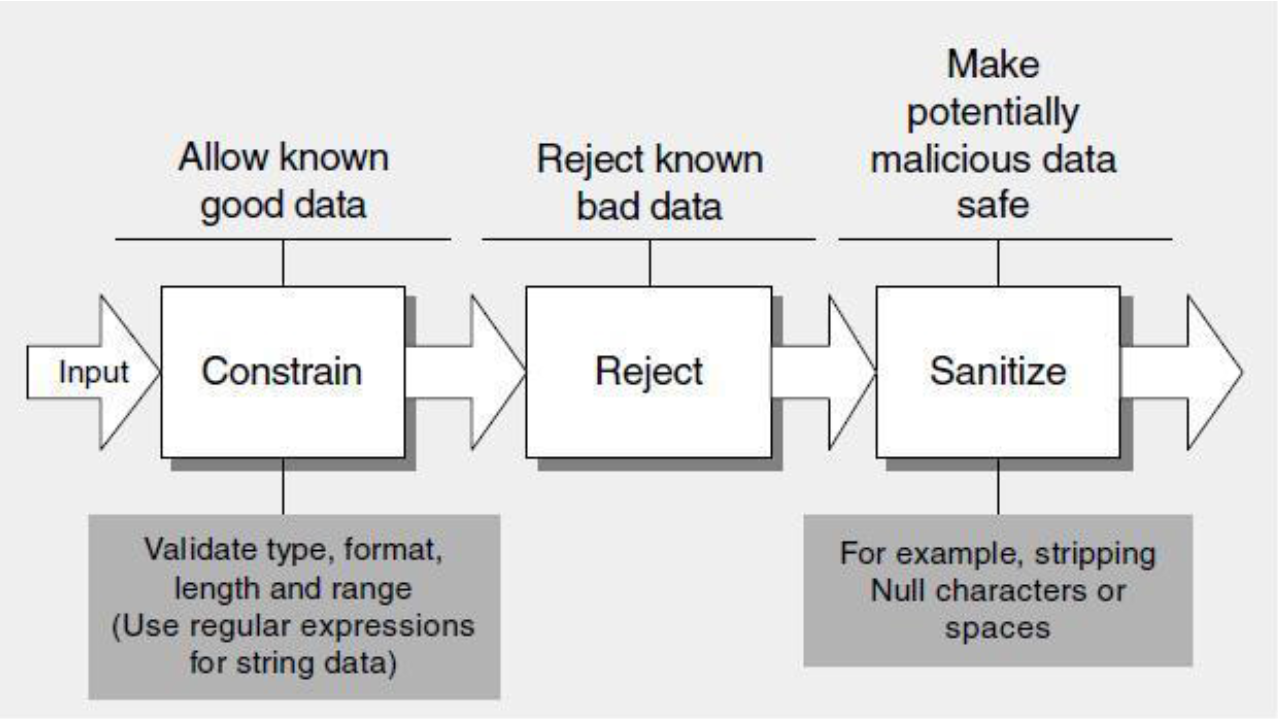 Allow known
good data
Reject known
bad data
Make
potentially
malicious data
safe
Input
Constrain
Reject
Sanitize
Validate type, format,
length and range
(Use regular expressions
for string data)
For example, stripping
Null characters or
spaces